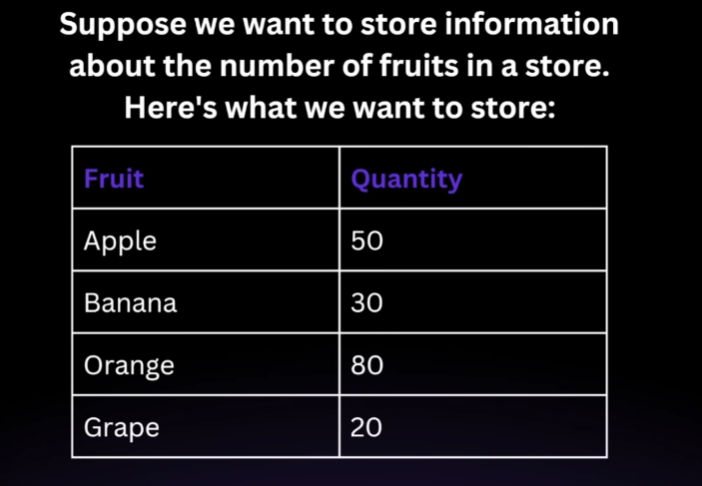 Suppose we want to store information
about the number of fruits in a store.
Here's what we want to store:
Fruit Quantity
Apple 50
Banana 30
Orange 80
Grape 20